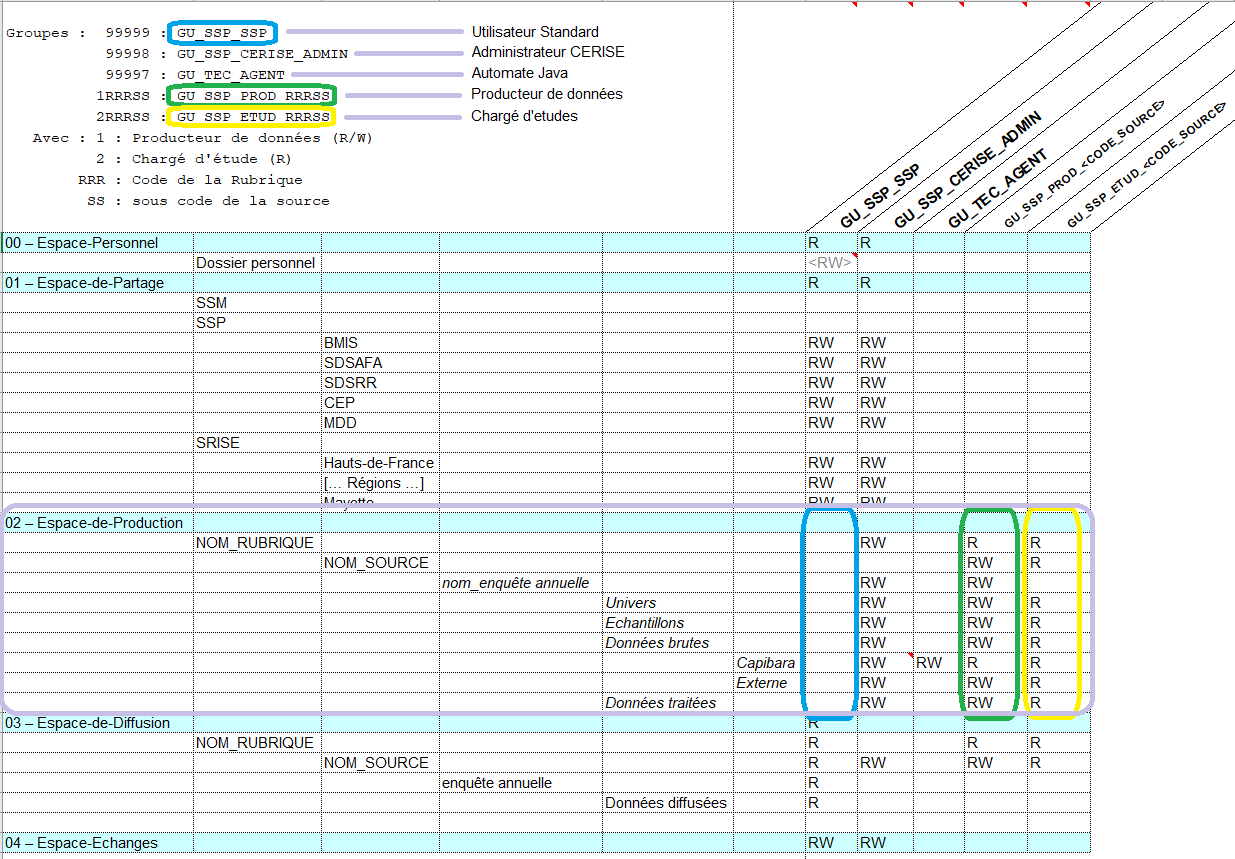 Groupes : 99999 : GU_SSP_SSP Utilisateur Standard
99998 : GU_SSP_CERISE_ADMIN Administrateur CERISE
99997 : GU_TEC_AGENT Automate Java
1RRRSS : GU_SSP_PROD_RRRSS Producteur de données
2RRRSS : GU_SSP_ETUD_RRRSS Chargé d'etudes
Avec : 1 : Producteur de données (R/W)
2 : Chargé d'étude (R)
RRR : Code de la Rubrique
SS : sous code de la source
GU_SSP_SSP
GU_SSP_CERISE_ADMIN
GU_TEC_AGENT
GU_SSP_PROD_<CODE_SOURCE>
GU_SSP_ETUD_<CODE_SOURCE>
00 – Espace-Personnel R R
Dossier personnel <RW>
01 – Espace-de-Partage R R
SSM
SSP
BMIS RW RW
SDSAFA RW RW
SDSRR RW RW
CEP RW RW
MDD RW RW
SRISE
Hauts-de-France RW RW
[… Régions …] RW RW
Mayotte RW RW
02 – Espace-de-Production
NOM_RUBRIQUE RW R R
NOM_SOURCE RW R
nom_enquête annuelle RW RW
Univers RW RW R
Echantillons RW RW R
Données brutes RW RW R
Capibara RW RW R R
Externe RW RW R
Données traitées RW RW R
03 – Espace-de-Diffusion R
NOM_RUBRIQUE R R R
NOM_SOURCE R RW RW R
enquête annuelle R
Données diffusées R
04 – Espace-Echanges RW RW